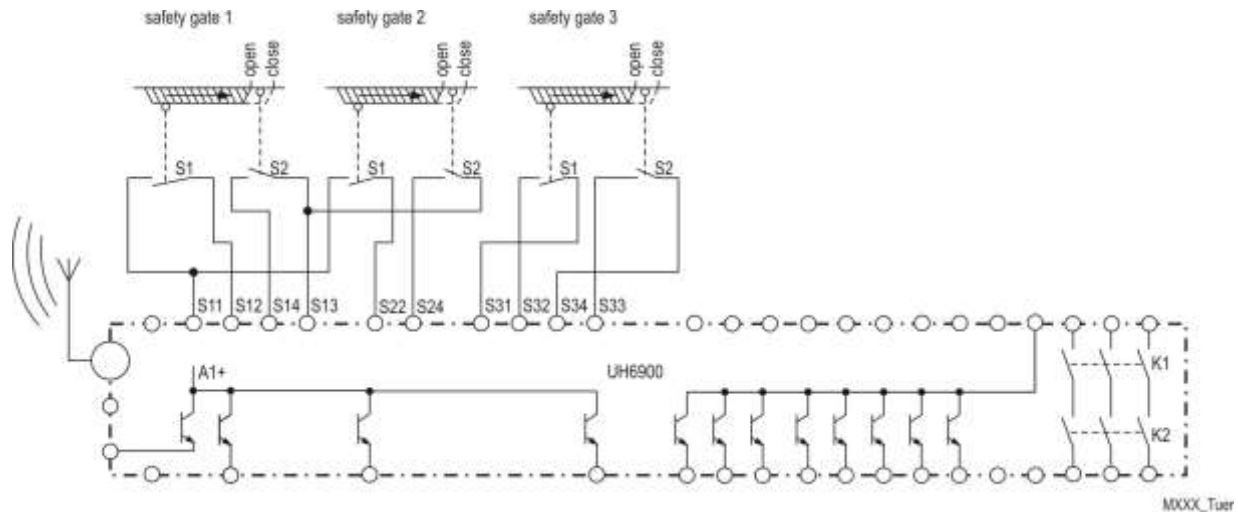 safety gate 1 safety gate 2 safety gate 3
open close open close open close
S1 S2 S1 S2 S1 S2
S11 S12 S14 S13 S22 S24 S31 S32 S34 S33
A1+ UH6900 K1
K2
MXXX_Tuer